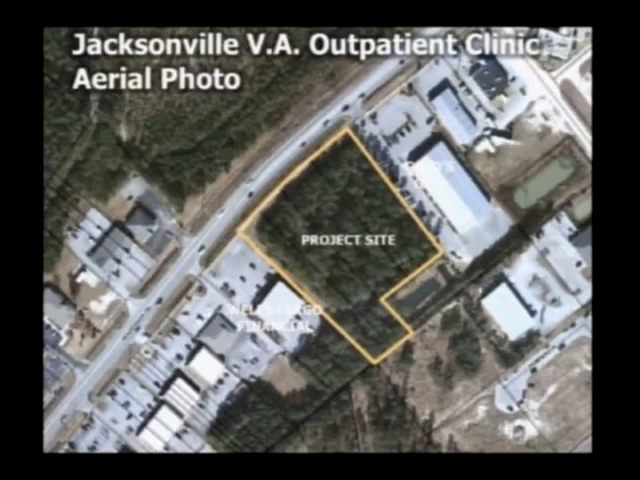 Jacksonville V.A. Outpatient Clinic
Aerial Photo
PROJECT SITE
WELLS FARGO
FINANCIAL